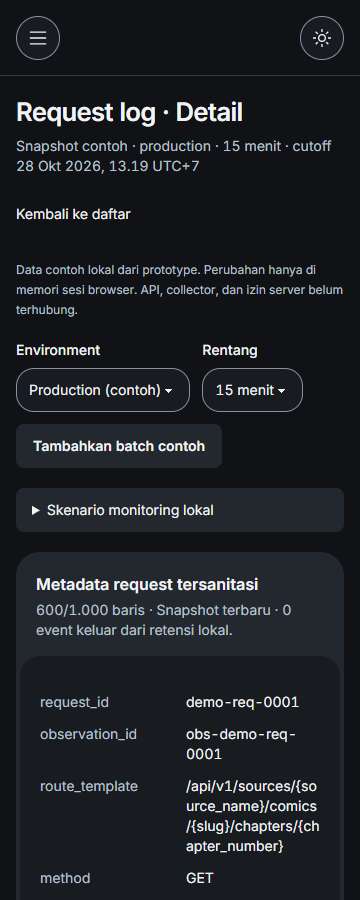 Request log · Detail
Snapshot contoh · production · 15 menit · cutoff
28 Okt 2026, 13.19 UTC+7
Kembali ke daftar
Data contoh lokal dari prototype. Perubahan hanya di
memori sesi browser. API, collector, dan izin server belum
terhubung.
Environment Rentang
Production (contoh) 15 menit
Tambahkan batch contoh
Skenario monitoring lokal
Metadata request tersanitasi
600/1.000 baris · Snapshot terbaru · 0
event keluar dari retensi lokal.
request_id demo-req-0001
observation_id obs-demo-req-
0001
route_template /api/v1/sources/{so
urce_name}/comics
/{slug}/chapters/{ch
apter_number}
method GET